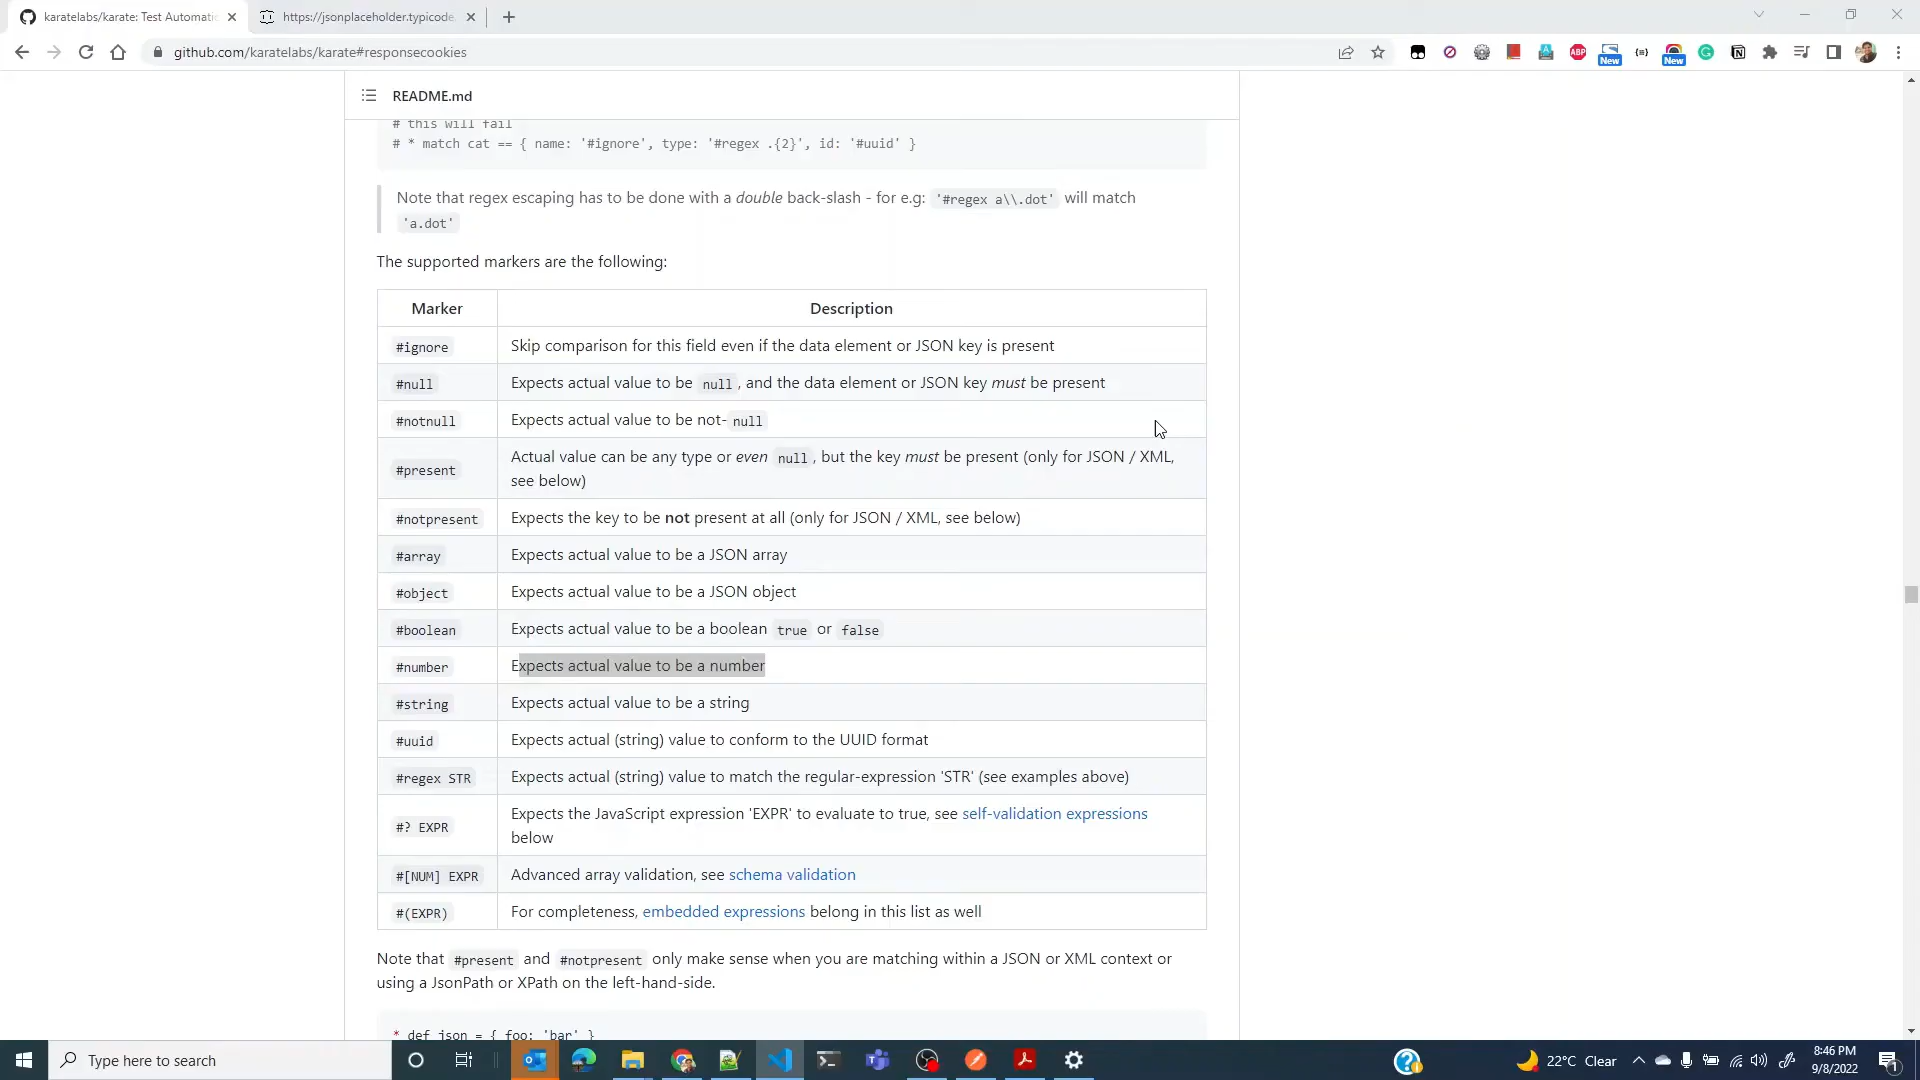 karatelabs/karate: Test Automatic
https://jsonplaceholder.typicode.
github.com/karatelabs/karate#responsecookies
ABP
New
New
README.md
# this will fail
# * match cat == { name: '#ignore', type: '#regex .{2}', id: '#uuid' }
Note that regex escaping has to be done with a double back-slash - for e.g: '#regex a\\.dot' will match
'a.dot'
The supported markers are the following:
Marker Description
#ignore Skip comparison for this field even if the data element or JSON key is present
#null Expects actual value to be null, and the data element or JSON key must be present
#notnull Expects actual value to be not-null
#present Actual value can be any type or even null, but the key must be present (only for JSON / XML,
see below)
#notpresent Expects the key to be not present at all (only for JSON / XML, see below)
#array Expects actual value to be a JSON array
#object Expects actual value to be a JSON object
#boolean Expects actual value to be a boolean true or false
#number Expects actual value to be a number
#string Expects actual value to be a string
#uuid Expects actual (string) value to conform to the UUID format
#regex STR Expects actual (string) value to match the regular-expression 'STR' (see examples above)
#? EXPR Expects the JavaScript expression 'EXPR' to evaluate to true, see self-validation expressions
below
#[NUM] EXPR Advanced array validation, see schema validation
#(EXPR) For completeness, embedded expressions belong in this list as well
Note that #present and #notpresent only make sense when you are matching within a JSON or XML context or
using a JsonPath or XPath on the left-hand-side.
* def json = { foo: 'bar' }
Type here to search
22°C Clear
8:46 PM
9/8/2022
1